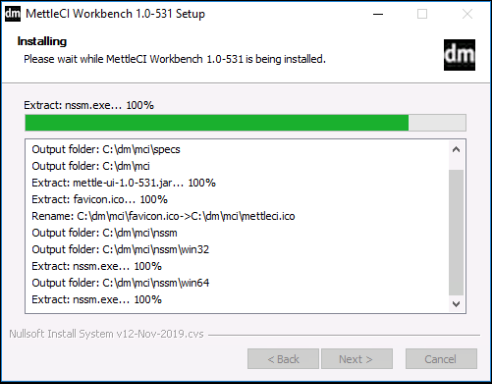 dm MettleCI Workbench 1.0-531 Setup
Installing
Please wait while MettleCI Workbench 1.0-531 is being installed.
dm
Extract: nssm.exe... 100%
Output folder: C:\dm\mci\specs
Output folder: C:\dm\mci
Extract: mettle-ui-1.0-531.jar... 100%
Extract: favicon.ico... 100%
Rename: C:\dm\mci\favicon.ico->C:\dm\mci\mettleci.ico
Output folder: C:\dm\mci\nssm
Output folder: C:\dm\mci\nssm\win32
Extract: nssm.exe... 100%
Output folder: C:\dm\mci\nssm\win64
Extract: nssm.exe... 100%
Nullsoft Install System v12-Nov-2019.cvs
< Back Next > Cancel